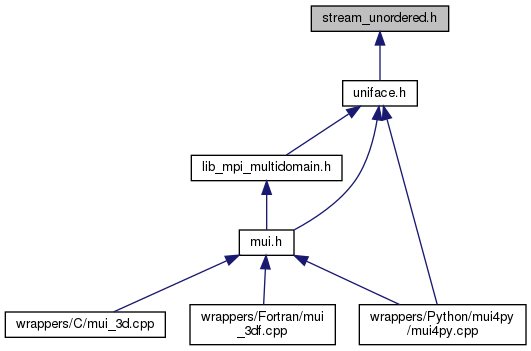 stream_unordered.h
uniface.h
lib_mpi_multidomain.h
mui.h
wrappers/C/mui_3d.cpp
wrappers/Fortran/mui
_3df.cpp
wrappers/Python/mui4py
/mui4py.cpp